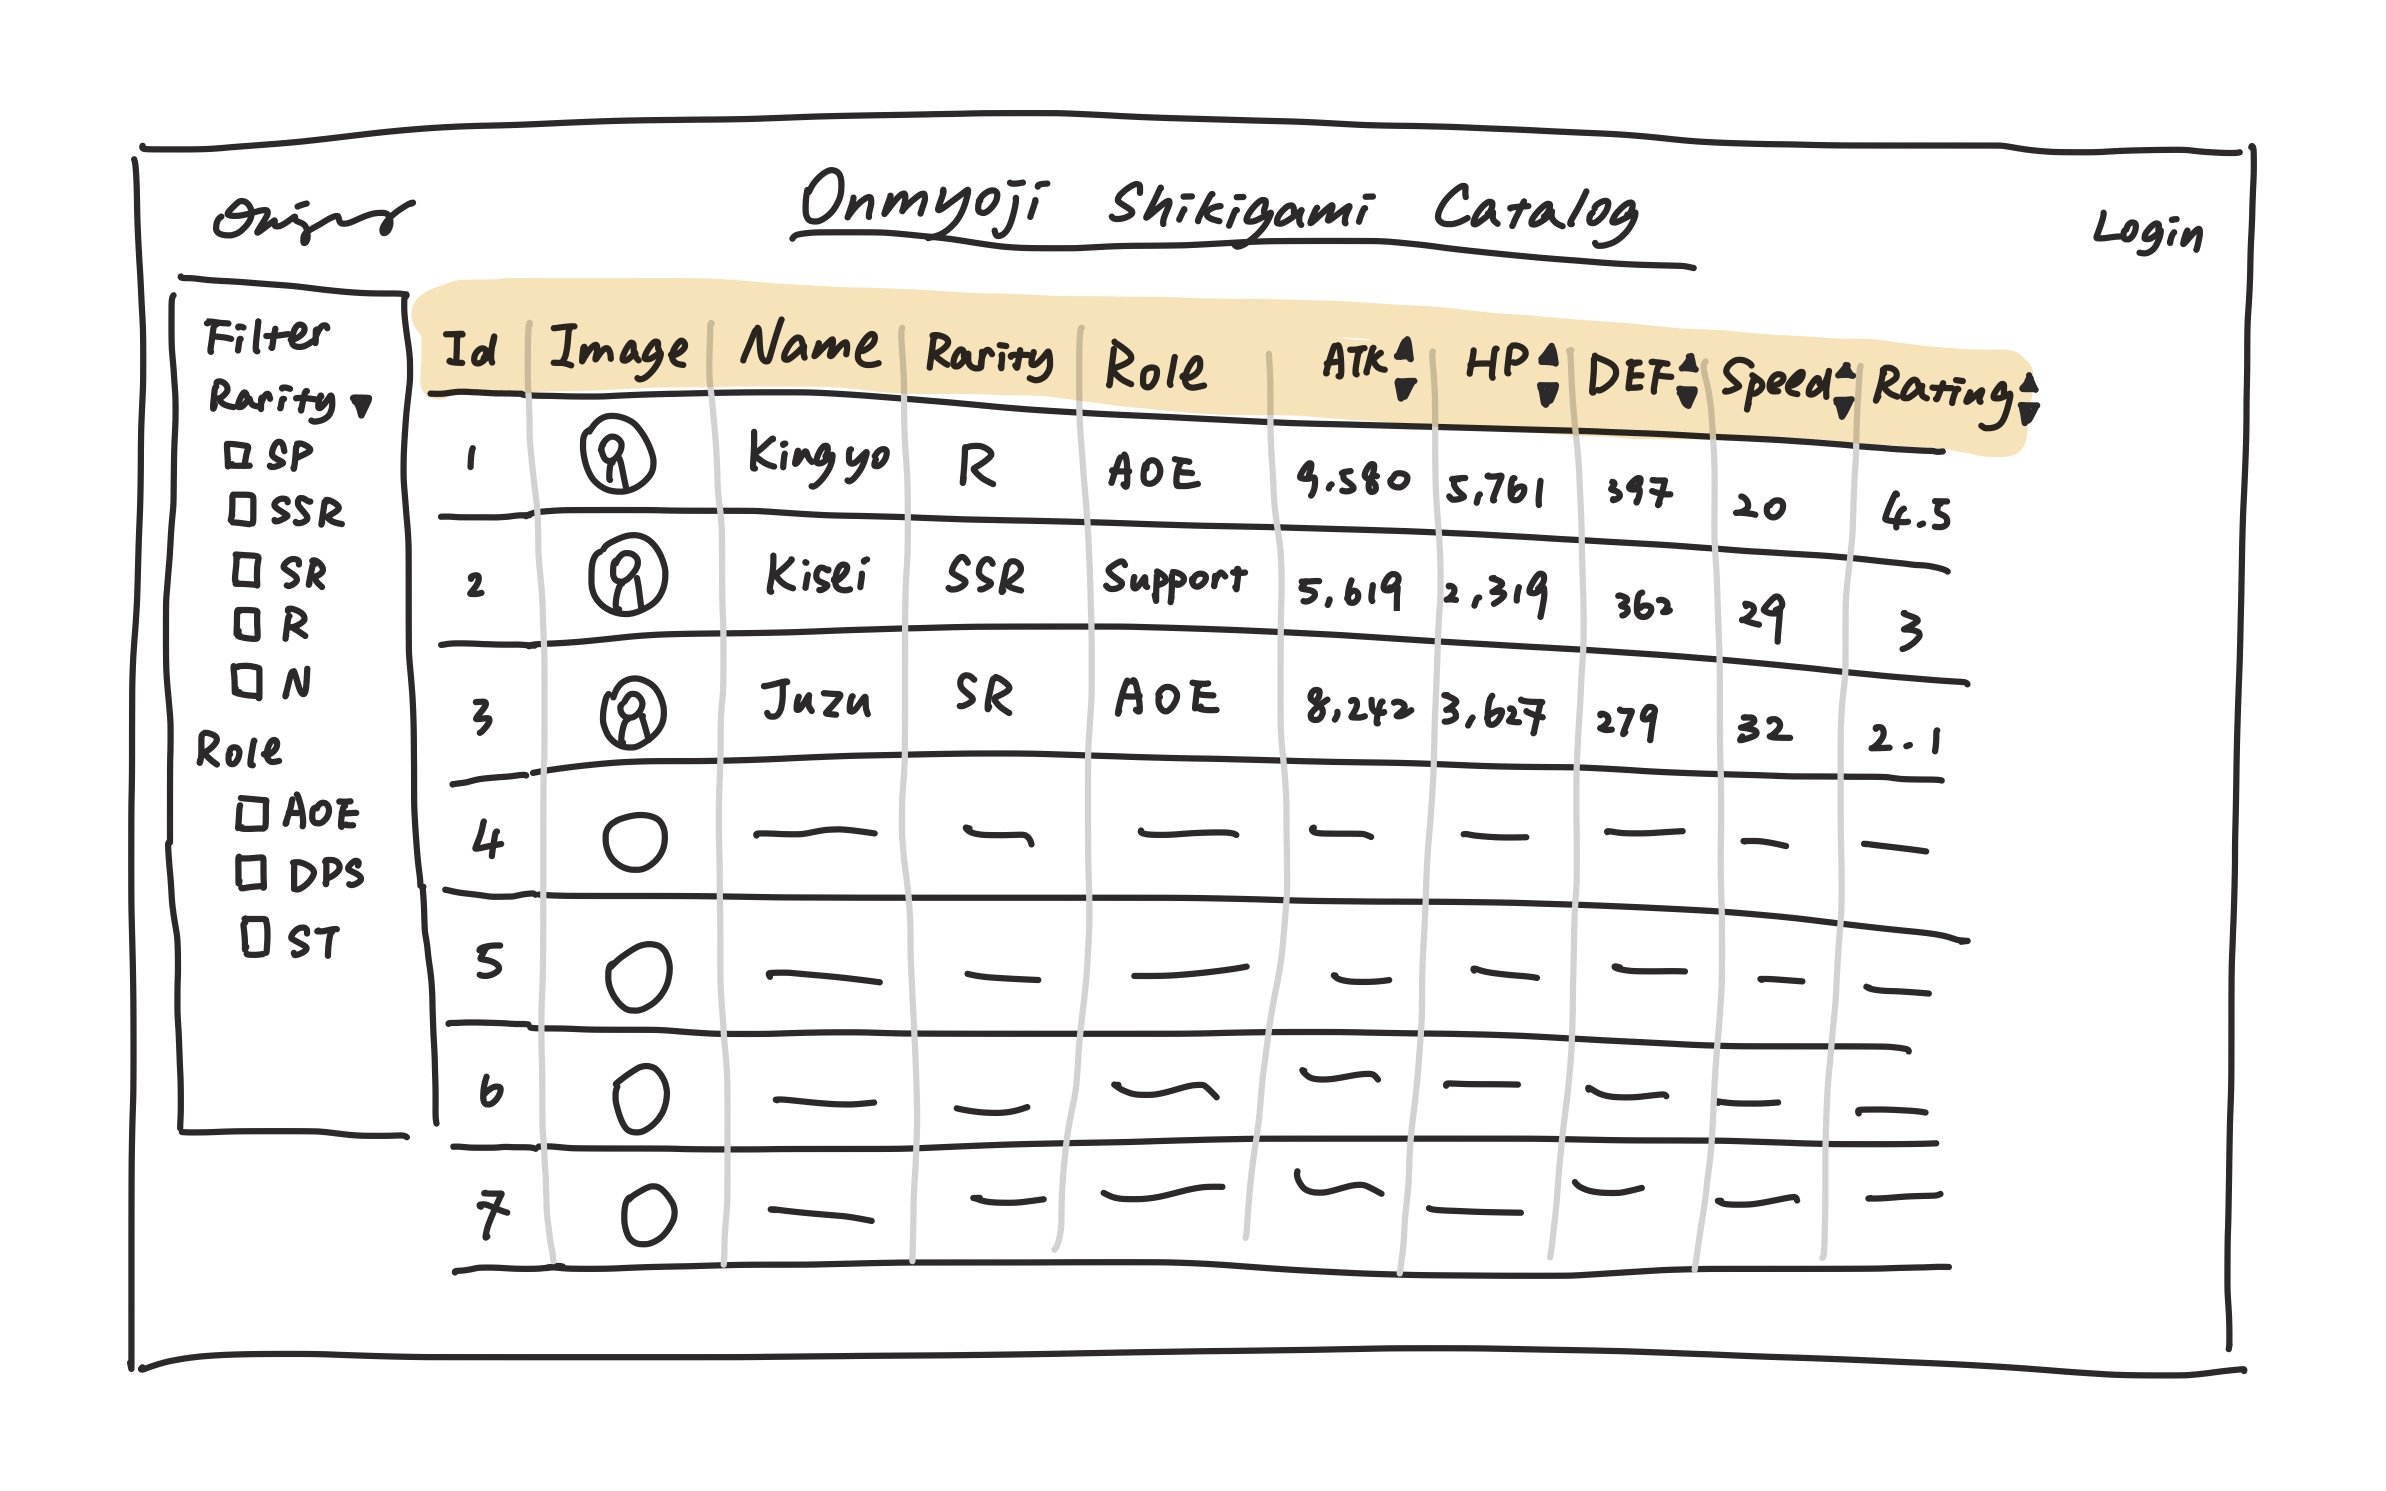 Onmyoji Shikigami Catalog
Login
Filter
Rarity
SP
SSR
SR
R
N
Role
AOE
DPS
ST
Id Image Name Rarity Role ATK HP DEF Speed Rating
1 Kingyo R AOE 9,580 5,761 397 20 4.5
2 Kisei SSR Support 5,619 2,319 362 29 3
3 Juzu SR AOE 8,242 3,627 279 32 2.1
4
5
6
7